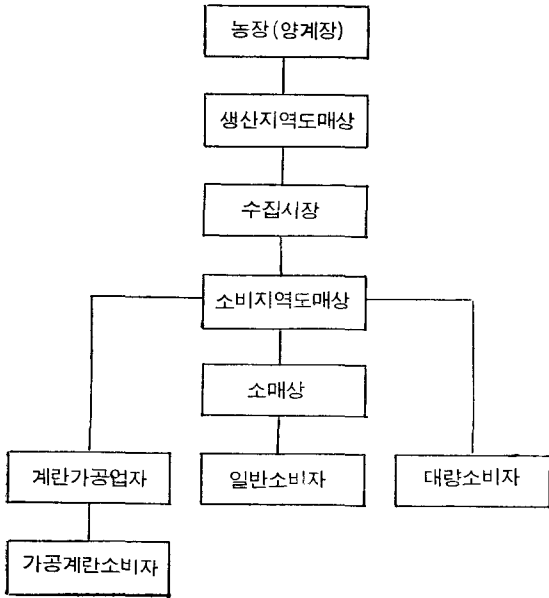 농장(양계장)
생산지역도매상
수집시장
소비지역도매상
소매상
계란가공업자
일반소비자
대량소비자
가공계란소비자